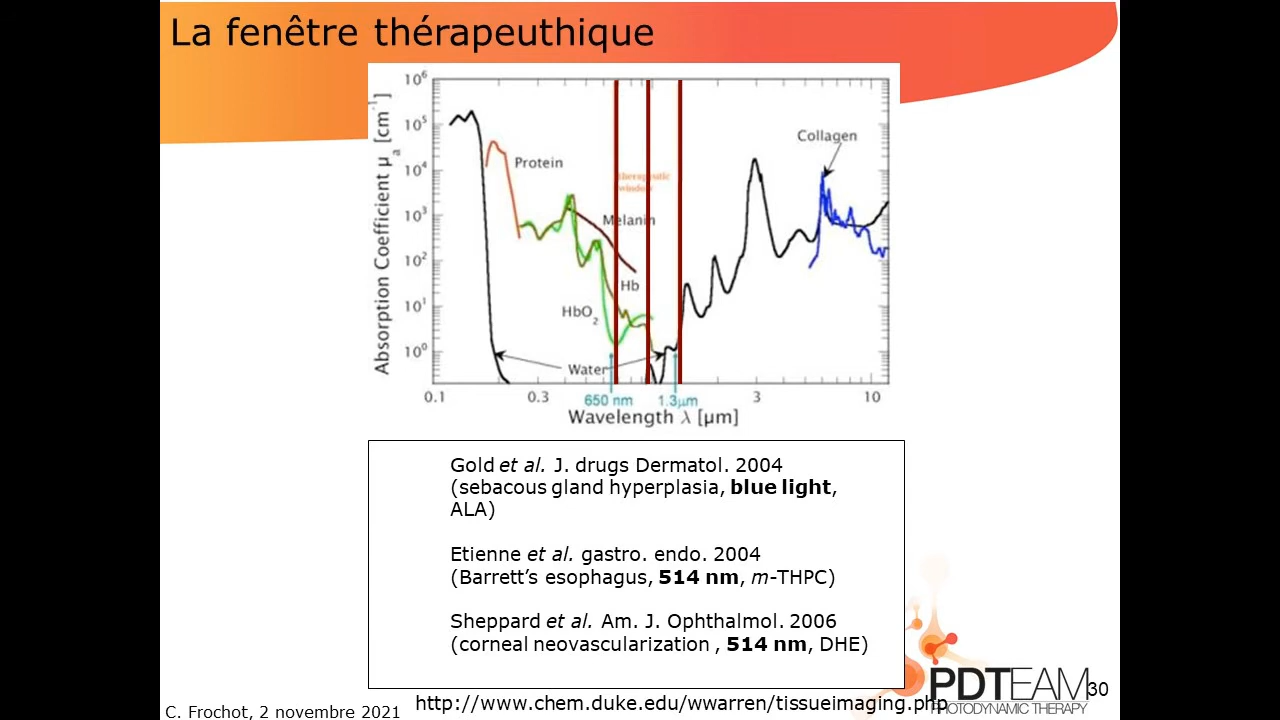 La fenêtre thérapeuthique
10⁶
10⁵
10⁴
10³
10²
10¹
10⁰
Absorption Coefficient μₐ [cm⁻¹]
Protein
therapeutic
window
Melanin
Hb
HbO₂
Water
Collagen
0.1
0.3
3
10
650 nm
1.3μm
Wavelength λ [μm]
Gold et al. J. drugs Dermatol. 2004
(sebacous gland hyperplasia, blue light,
ALA)
Etienne et al. gastro. endo. 2004
(Barrett’s esophagus, 514 nm, m-THPC)
Sheppard et al. Am. J. Ophthalmol. 2006
(corneal neovascularization , 514 nm, DHE)
http://www.chem.duke.edu/wwarren/tissueimaging.php
C. Frochot, 2 novembre 2021
PDTEAM
PHOTODYNAMIC THERAPY
30